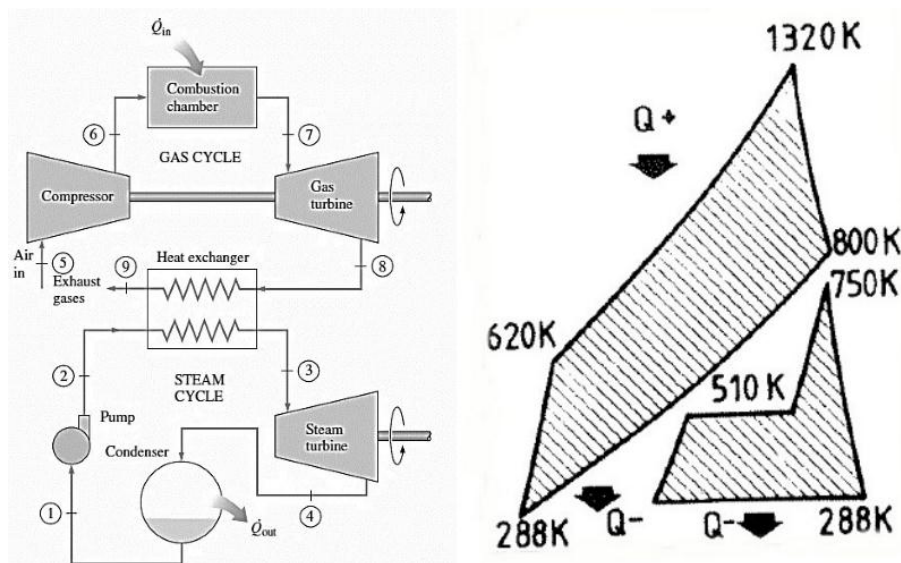 Q̇in
Combustion
chamber
6
7
GAS CYCLE
Compressor
Gas
turbine
Air
in
5
9
Heat exchanger
8
Exhaust
gases
2
STEAM
CYCLE
3
Pump
Condenser
Steam
turbine
1
Q̇out
4
1320K
Q+
800K
750K
620K
510 K
288K
Q-
Q-
288K